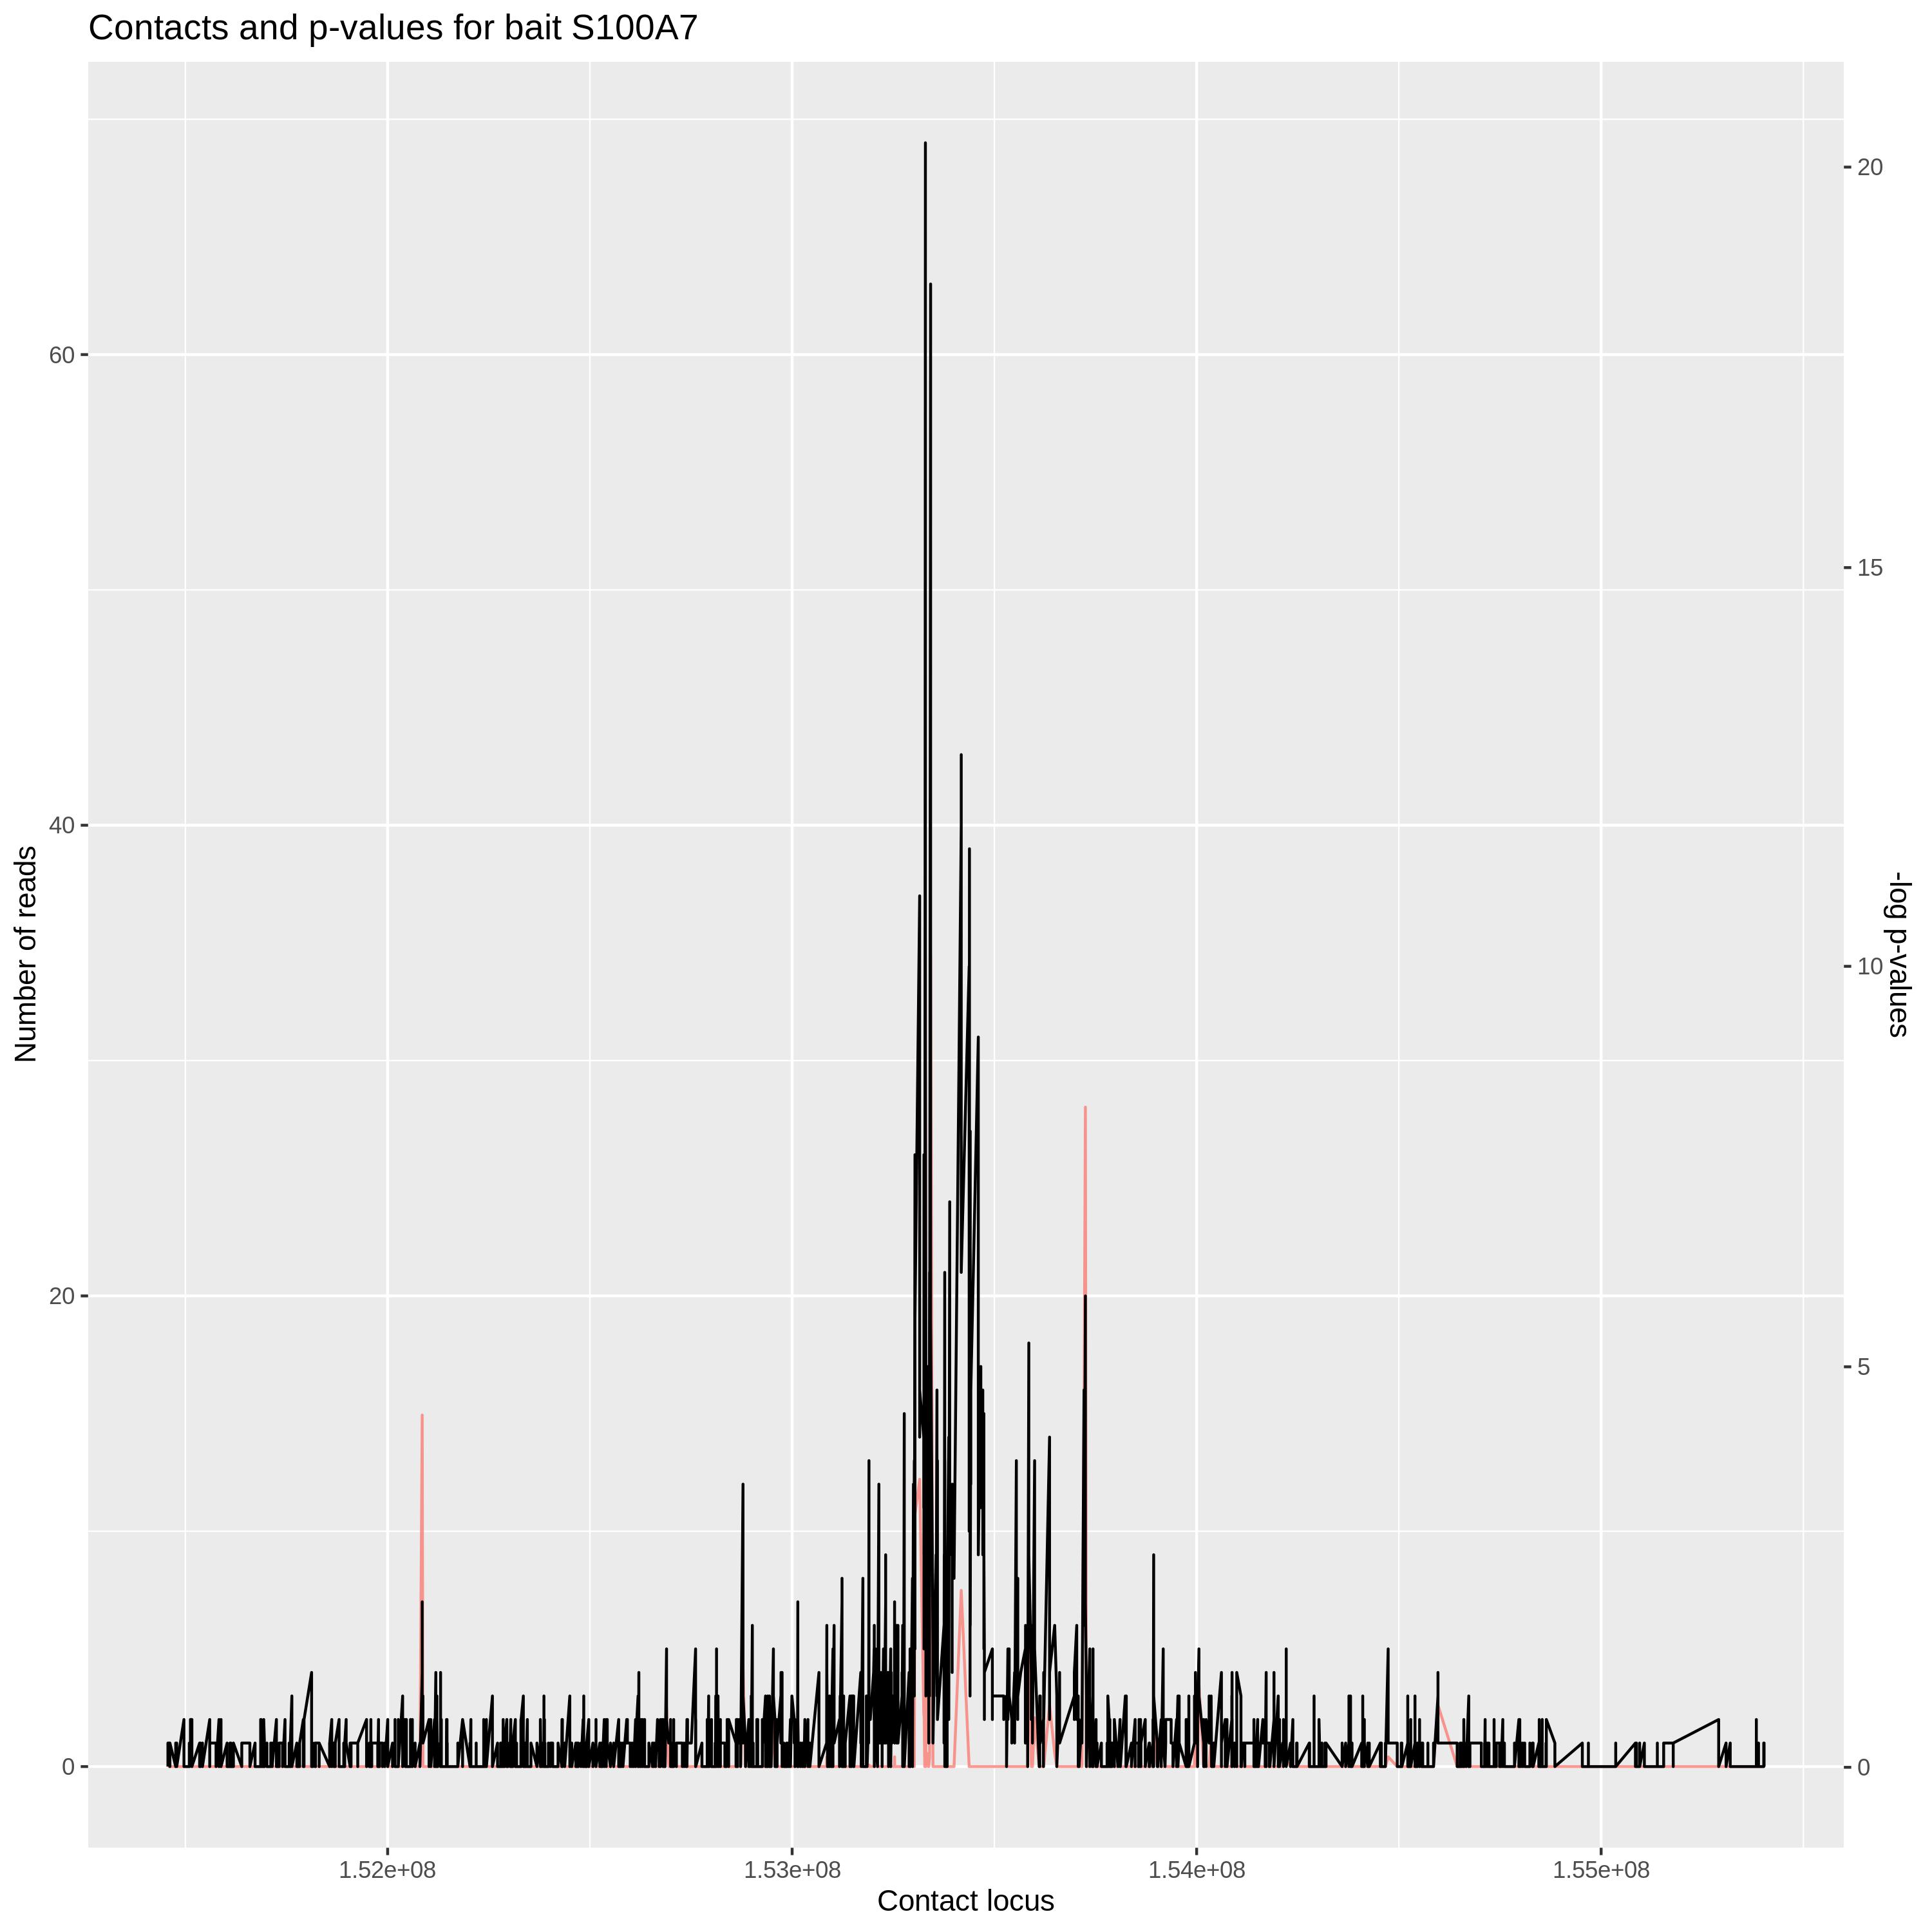 Contacts and p-values for bait S100A7
Number of reads
60
40
20
0
20
15
10
5
0
-log p-values
1.52e+08
1.53e+08
1.54e+08
1.55e+08
Contact locus